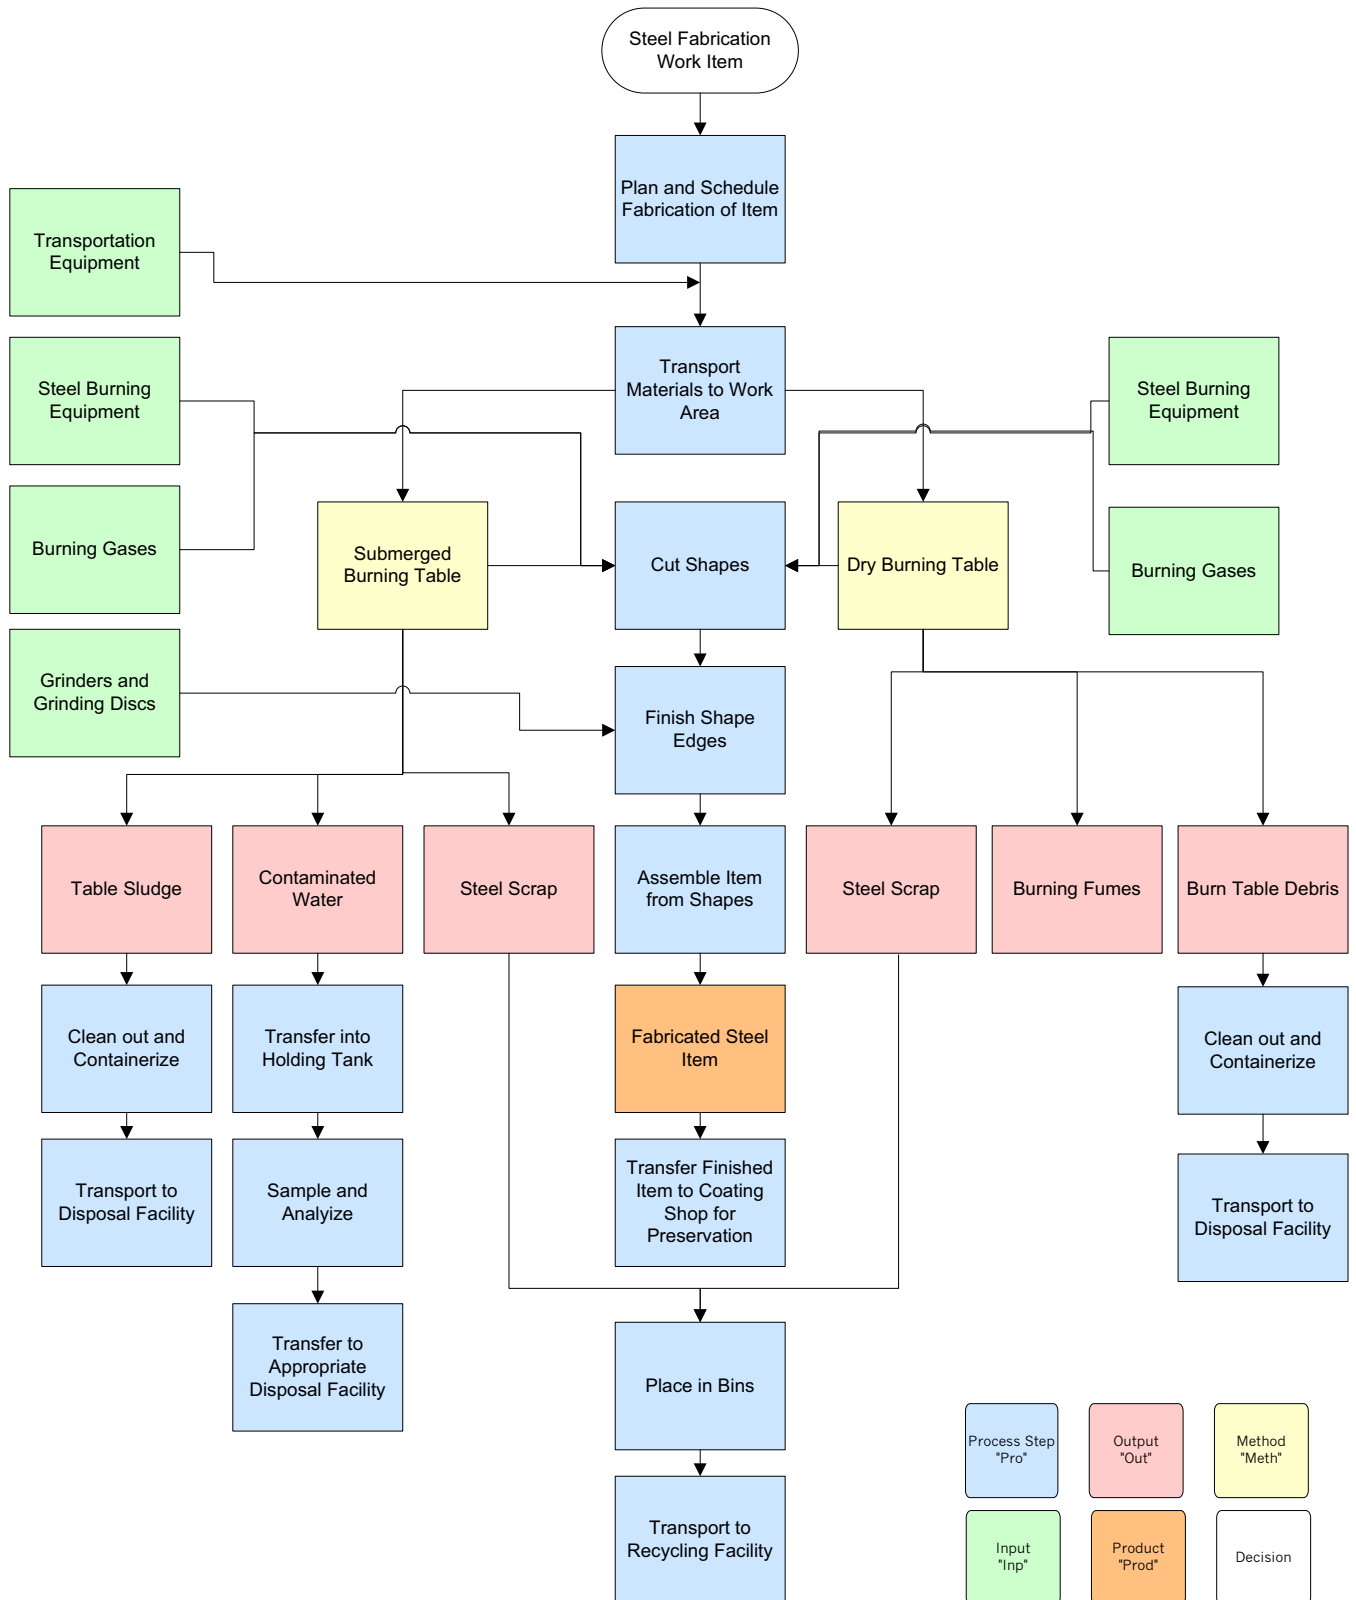 Steel Fabrication
Work Item
Plan and Schedule
Fabrication of Item
Transportation
Equipment
Transport
Materials to Work
Area
Steel Burning
Equipment
Steel Burning
Equipment
Burning Gases
Submerged
Burning Table
Cut Shapes
Dry Burning Table
Burning Gases
Grinders and
Grinding Discs
Finish Shape
Edges
Table Sludge
Contaminated
Water
Steel Scrap
Assemble Item
from Shapes
Steel Scrap
Burning Fumes
Burn Table Debris
Clean out and
Containerize
Transfer into
Holding Tank
Fabricated Steel
Item
Clean out and
Containerize
Transport to
Disposal Facility
Sample and
Analyize
Transfer Finished
Item to Coating
Shop for
Preservation
Transport to
Disposal Facility
Transfer to
Appropriate
Disposal Facility
Place in Bins
Transport to
Recycling Facility
Process Step
"Pro"
Output
"Out"
Method
"Meth"
Input
"Inp"
Product
"Prod"
Decision